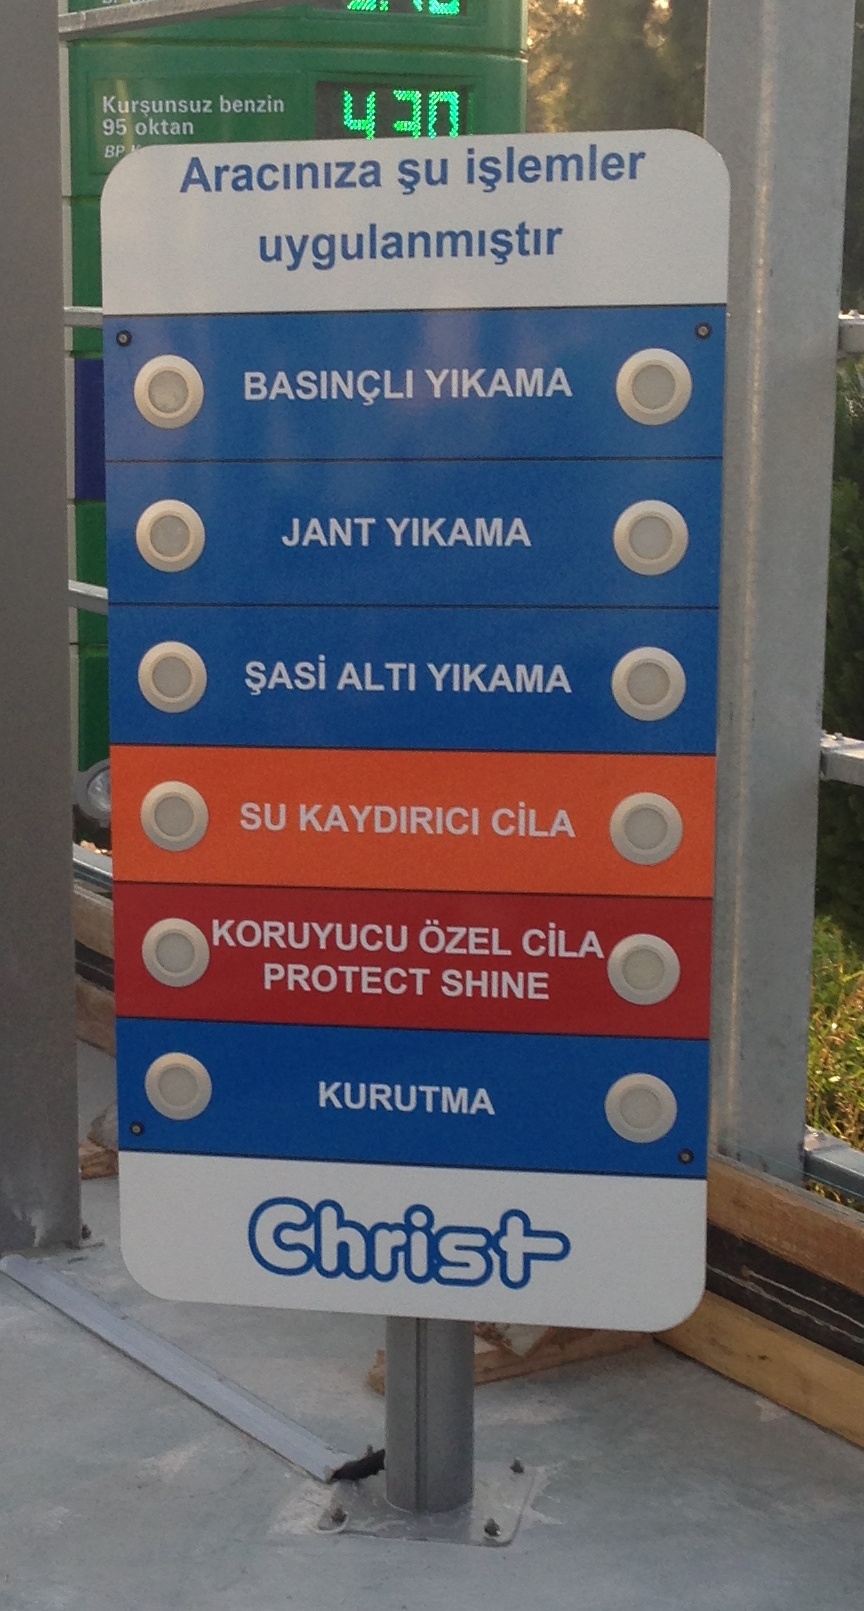 Kurşunsuz benzin
95 oktan
430
BP
Aracınıza şu işlemler
uygulanmıştır
BASINÇLI YIKAMA
JANT YIKAMA
ŞASİ ALTI YIKAMA
SU KAYDIRICI CİLA
KORUYUCU ÖZEL CİLA
PROTECT SHINE
KURUTMA
Christ